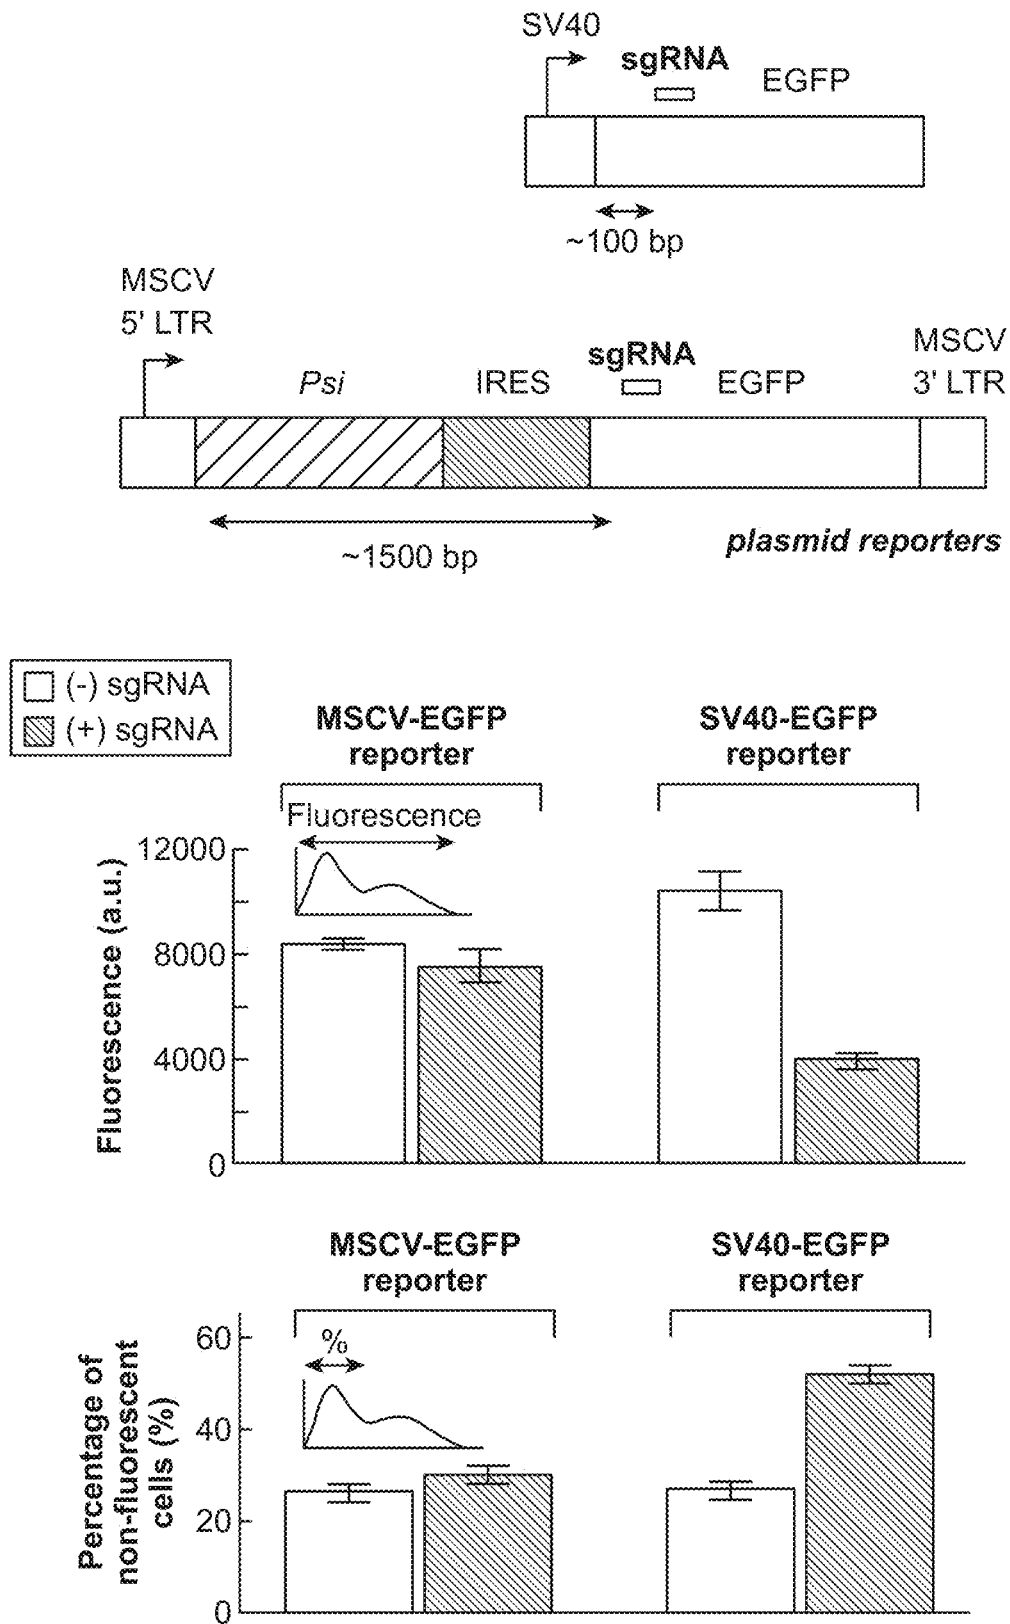 SV40
sgRNA
EGFP
~100 bp
MSCV
5' LTR
Psi
IRES
sgRNA
EGFP
MSCV
3' LTR
~1500 bp
plasmid reporters
(-) sgRNA
(+) sgRNA
MSCV-EGFP
reporter
SV40-EGFP
reporter
Fluorescence
Fluorescence (a.u.)
12000
8000
4000
0
MSCV-EGFP
reporter
SV40-EGFP
reporter
%
Percentage of
non-fluorescent
cells (%)
60
40
20
0